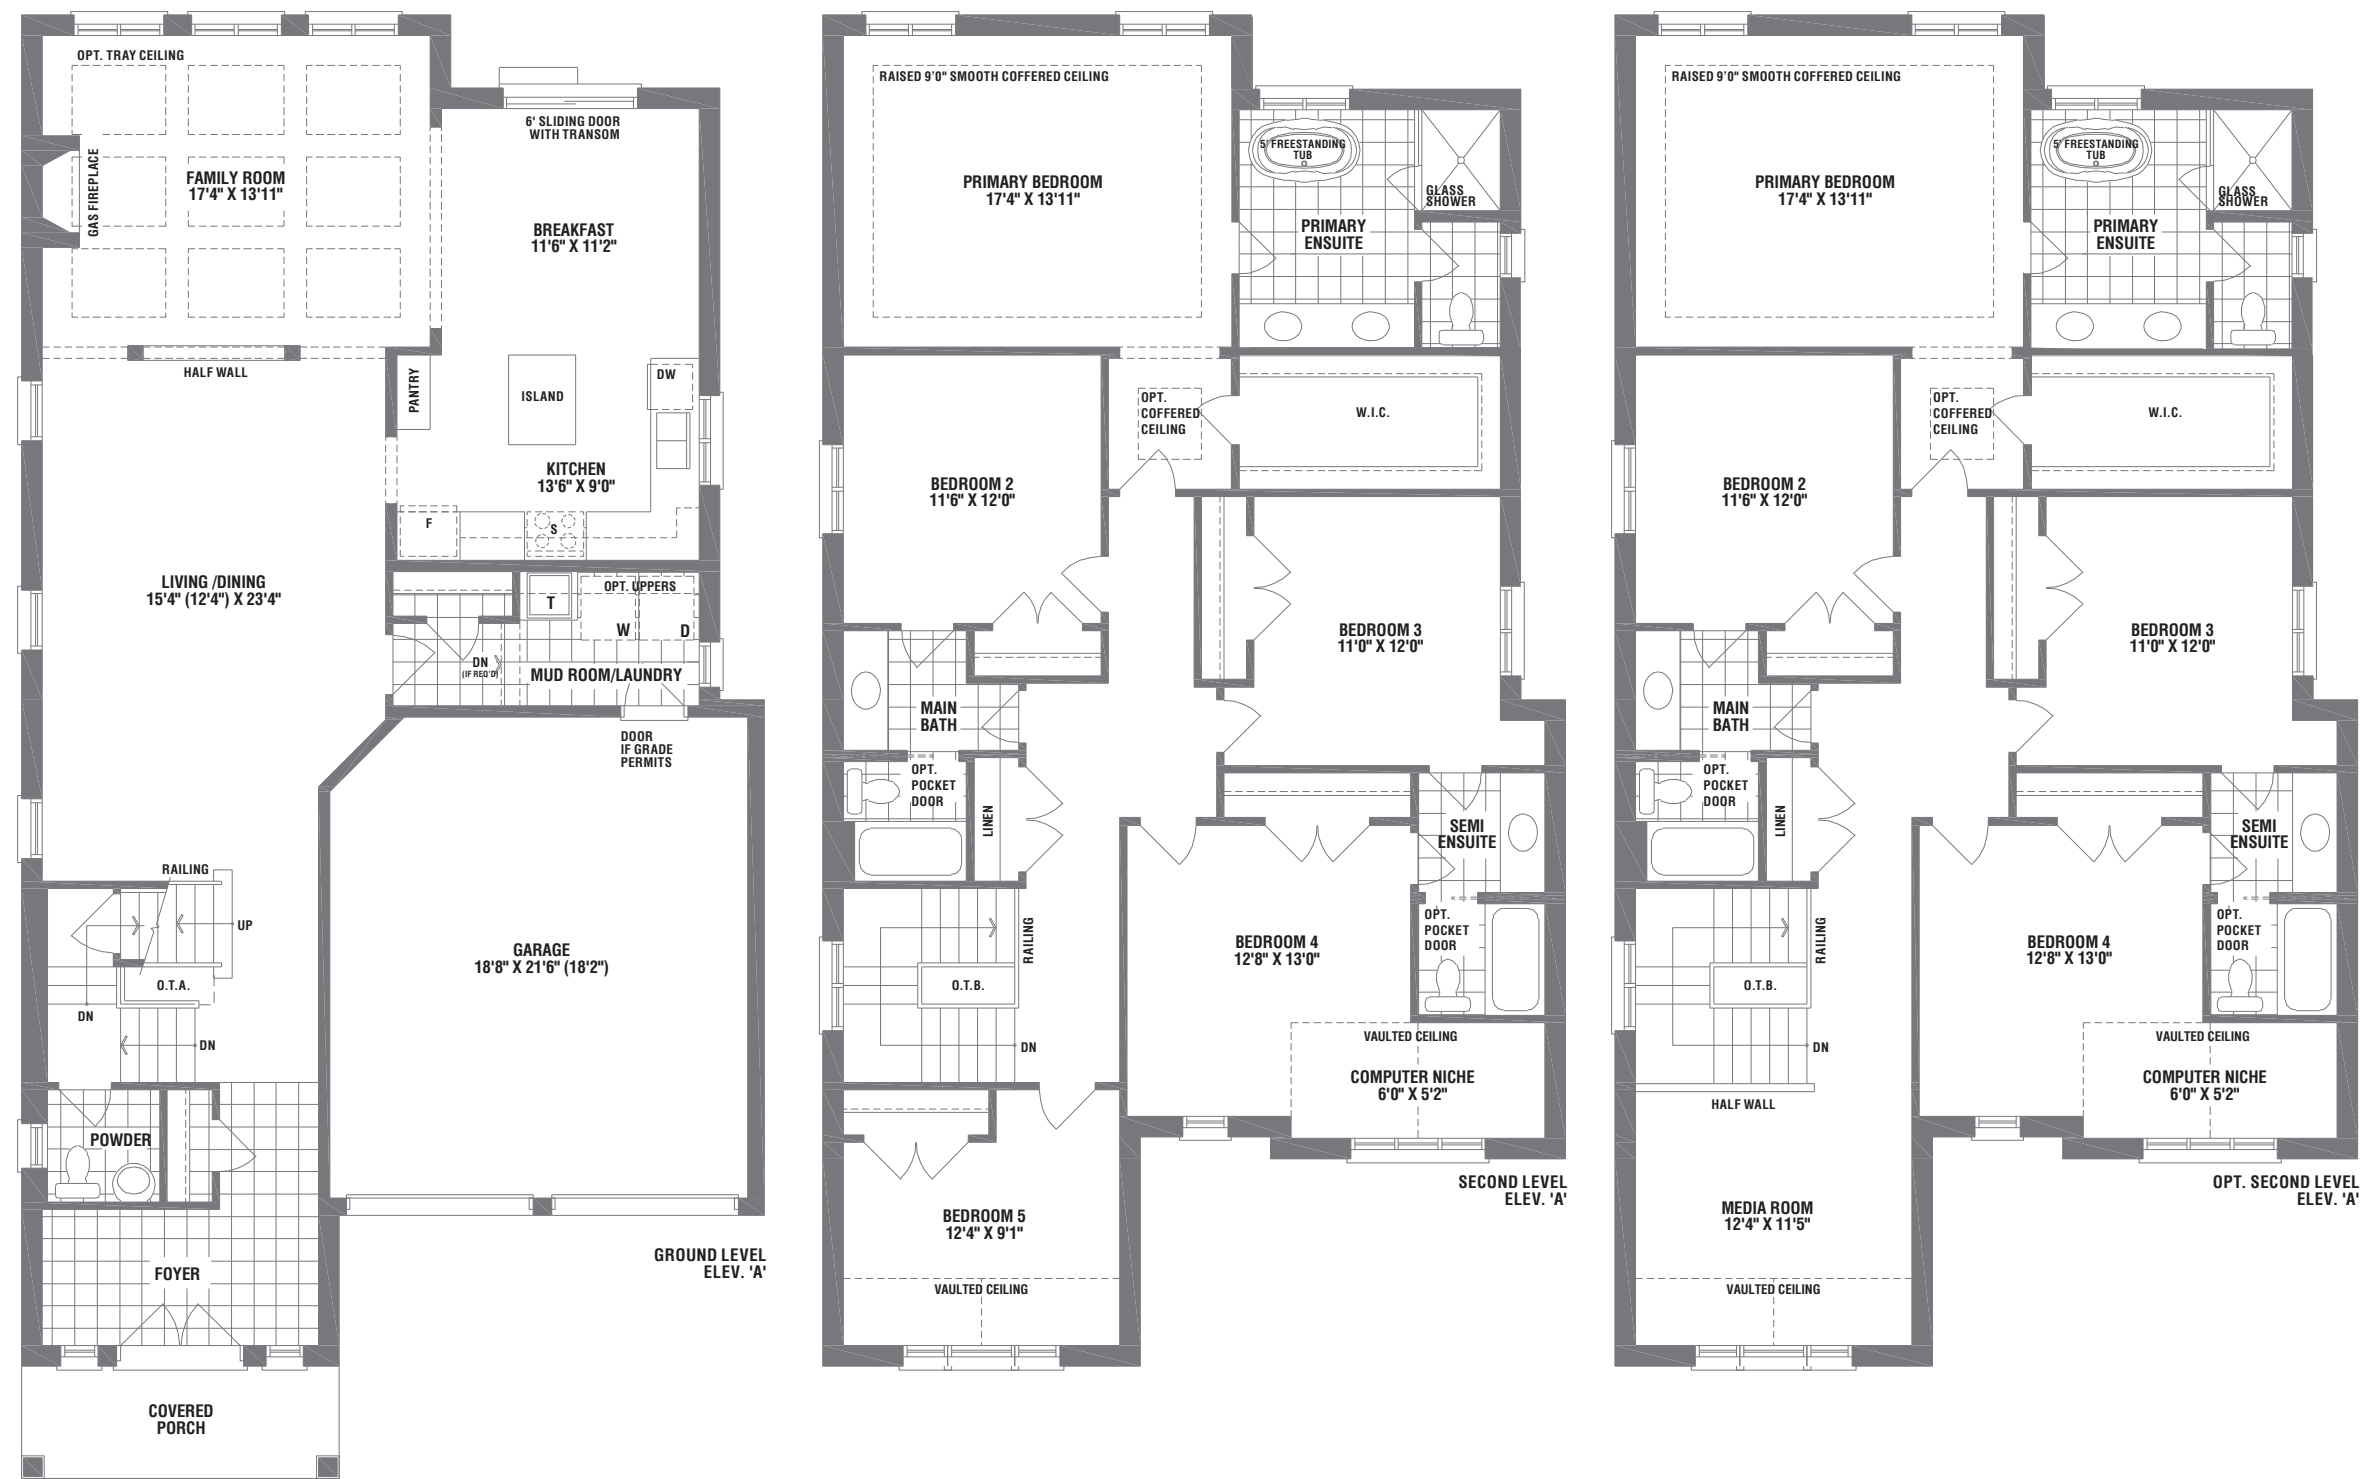 OPT. TRAY CEILING
GAS FIREPLACE
FAMILY ROOM
17'4" X 13'11"
6' SLIDING DOOR
WITH TRANSOM
BREAKFAST
11'6" X 11'2"
HALF WALL
PANTRY
ISLAND
DW
KITCHEN
13'6" X 9'0"
F
S
LIVING /DINING
15'4" (12'4") X 23'4"
T
OPT. UPPERS
W
D
DN
(IF REQ'D)
MUD ROOM/LAUNDRY
DOOR
IF GRADE
PERMITS
RAILING
UP
O.T.A.
DN
DN
GARAGE
18'8" X 21'6" (18'2")
POWDER
FOYER
GROUND LEVEL
ELEV. 'A'
COVERED
PORCH
RAISED 9'0" SMOOTH COFFERED CEILING
PRIMARY BEDROOM
17'4" X 13'11"
5' FREESTANDING
TUB
GLASS
SHOWER
PRIMARY
ENSUITE
OPT.
COFFERED
CEILING
W.I.C.
BEDROOM 2
11'6" X 12'0"
BEDROOM 3
11'0" X 12'0"
MAIN
BATH
OPT.
POCKET
DOOR
LINEN
SEMI
ENSUITE
OPT.
POCKET
DOOR
RAILING
O.T.B.
DN
BEDROOM 4
12'8" X 13'0"
VAULTED CEILING
COMPUTER NICHE
6'0" X 5'2"
SECOND LEVEL
ELEV. 'A'
BEDROOM 5
12'4" X 9'1"
VAULTED CEILING
RAISED 9'0" SMOOTH COFFERED CEILING
PRIMARY BEDROOM
17'4" X 13'11"
5' FREESTANDING
TUB
GLASS
SHOWER
PRIMARY
ENSUITE
OPT.
COFFERED
CEILING
W.I.C.
BEDROOM 2
11'6" X 12'0"
BEDROOM 3
11'0" X 12'0"
MAIN
BATH
OPT.
POCKET
DOOR
LINEN
SEMI
ENSUITE
OPT.
POCKET
DOOR
RAILING
O.T.B.
DN
BEDROOM 4
12'8" X 13'0"
VAULTED CEILING
COMPUTER NICHE
6'0" X 5'2"
HALF WALL
OPT. SECOND LEVEL
ELEV. 'A'
MEDIA ROOM
12'4" X 11'5"
VAULTED CEILING